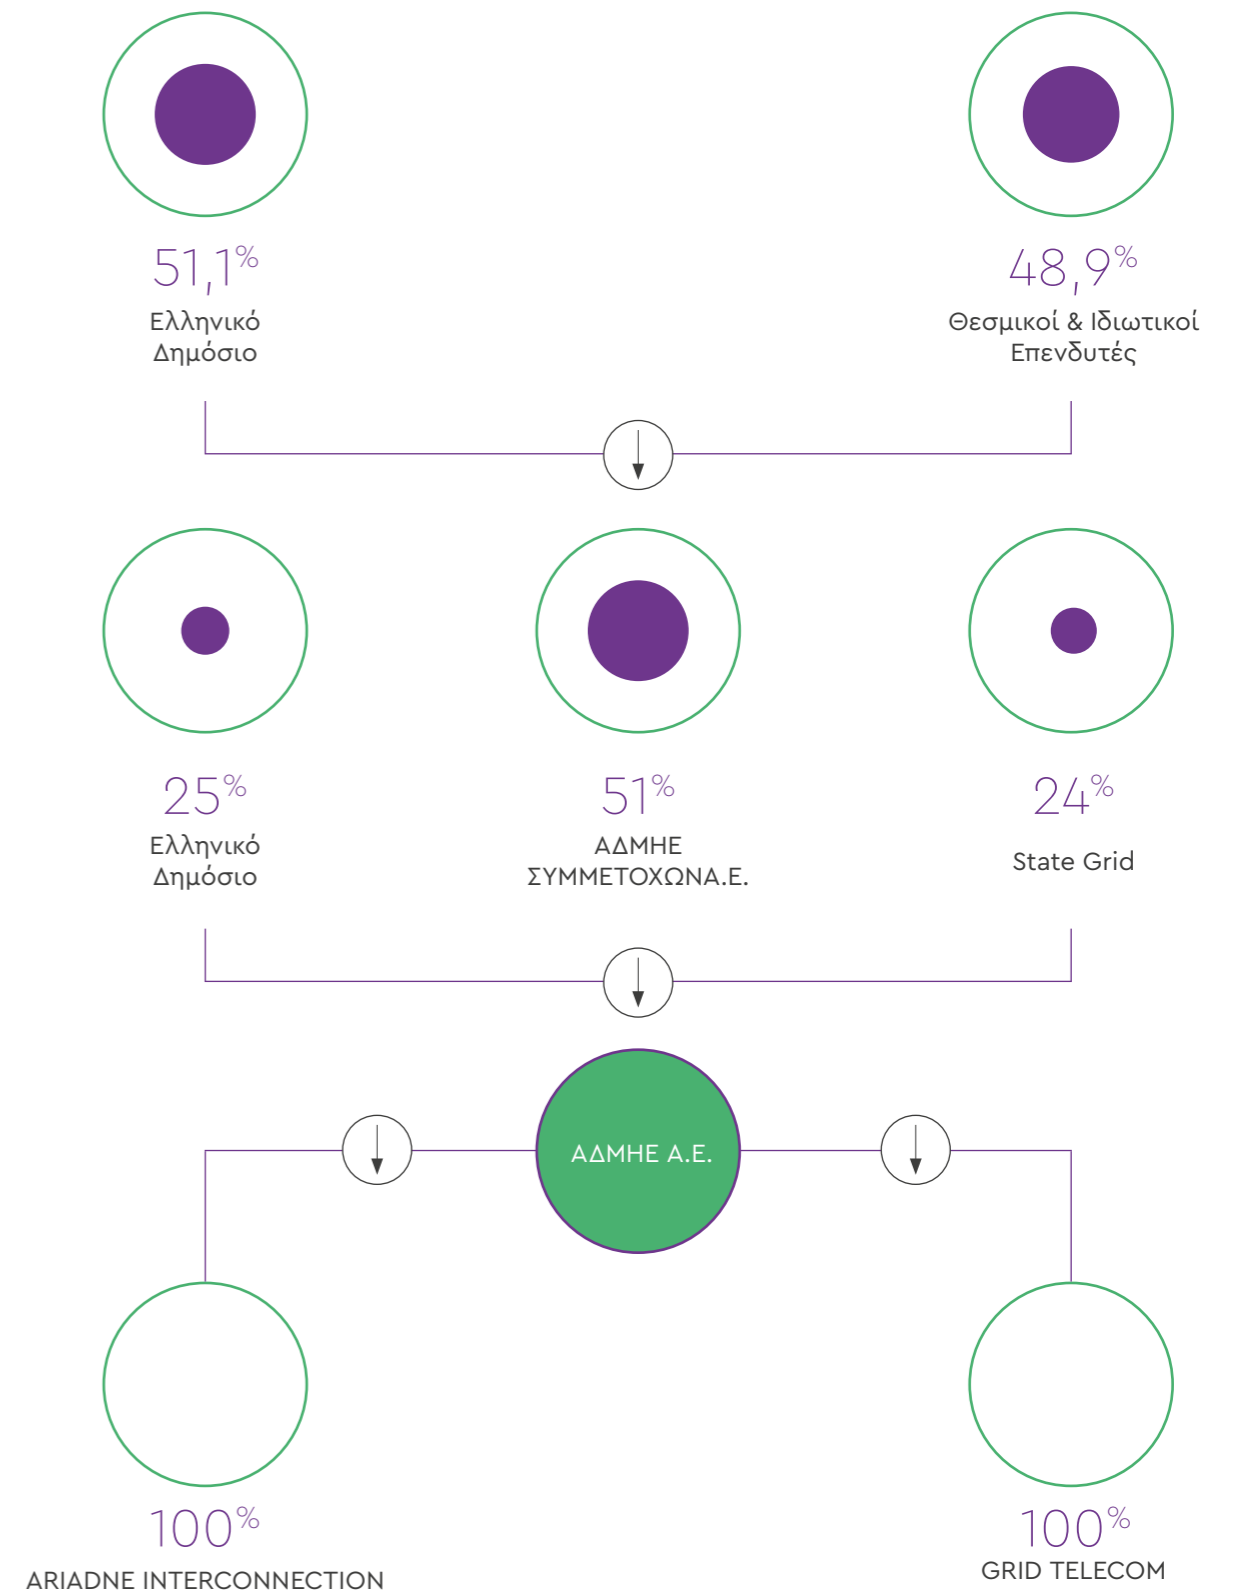 51,1%
Ελληνικό
Δημόσιο
48,9%
Θεσμικοί & Ιδιωτικοί
Επενδυτές
25%
Ελληνικό
Δημόσιο
51%
ΑΔΜΗΕ
ΣΥΜΜΕΤΟΧΩΝΑ.Ε.
24%
State Grid
ΑΔΜΗΕ Α.Ε.
100%
ARIADNE INTERCONNECTION
100%
GRID TELECOM